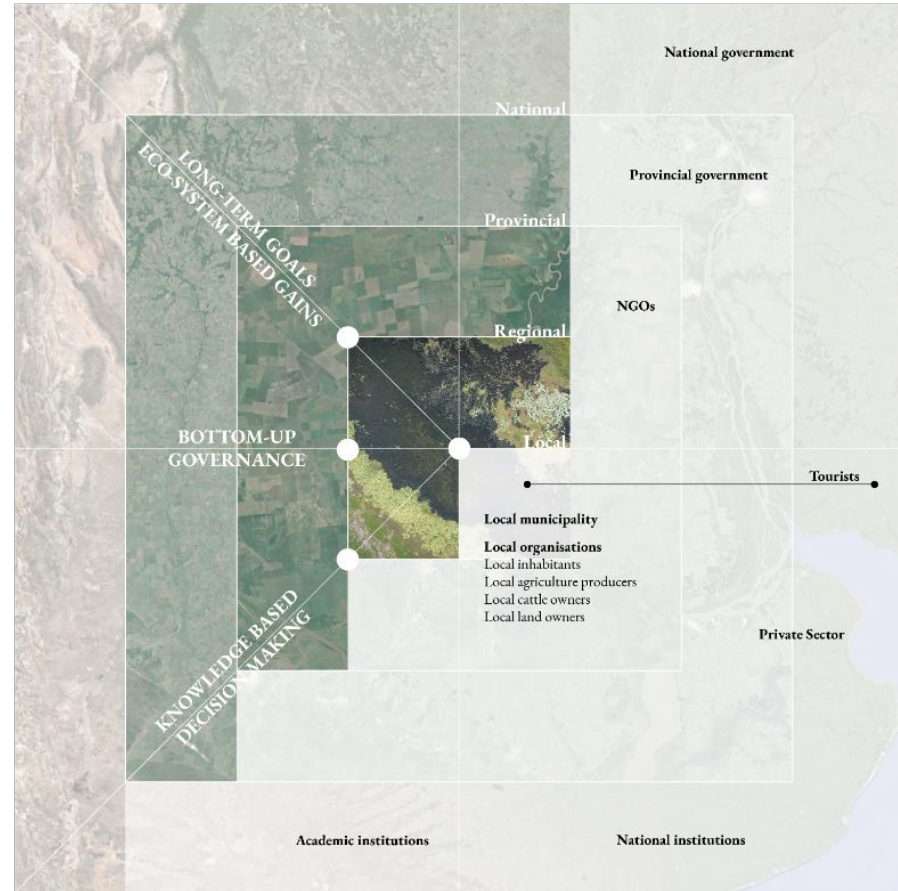 National government
National
Provincial government
LONG-TERM GOALS
ECO-SYSTEM BASED GAINS
Provincial
NGOs
Regional
BOTTOM-UP
GOVERNANCE
Local
Tourists
Local municipality
Local organisations
Local inhabitants
Local agriculture producers
Local cattle owners
Local land owners
KNOWLEDGE BASED
DECISION MAKING
Private Sector
Academic institutions
National institutions